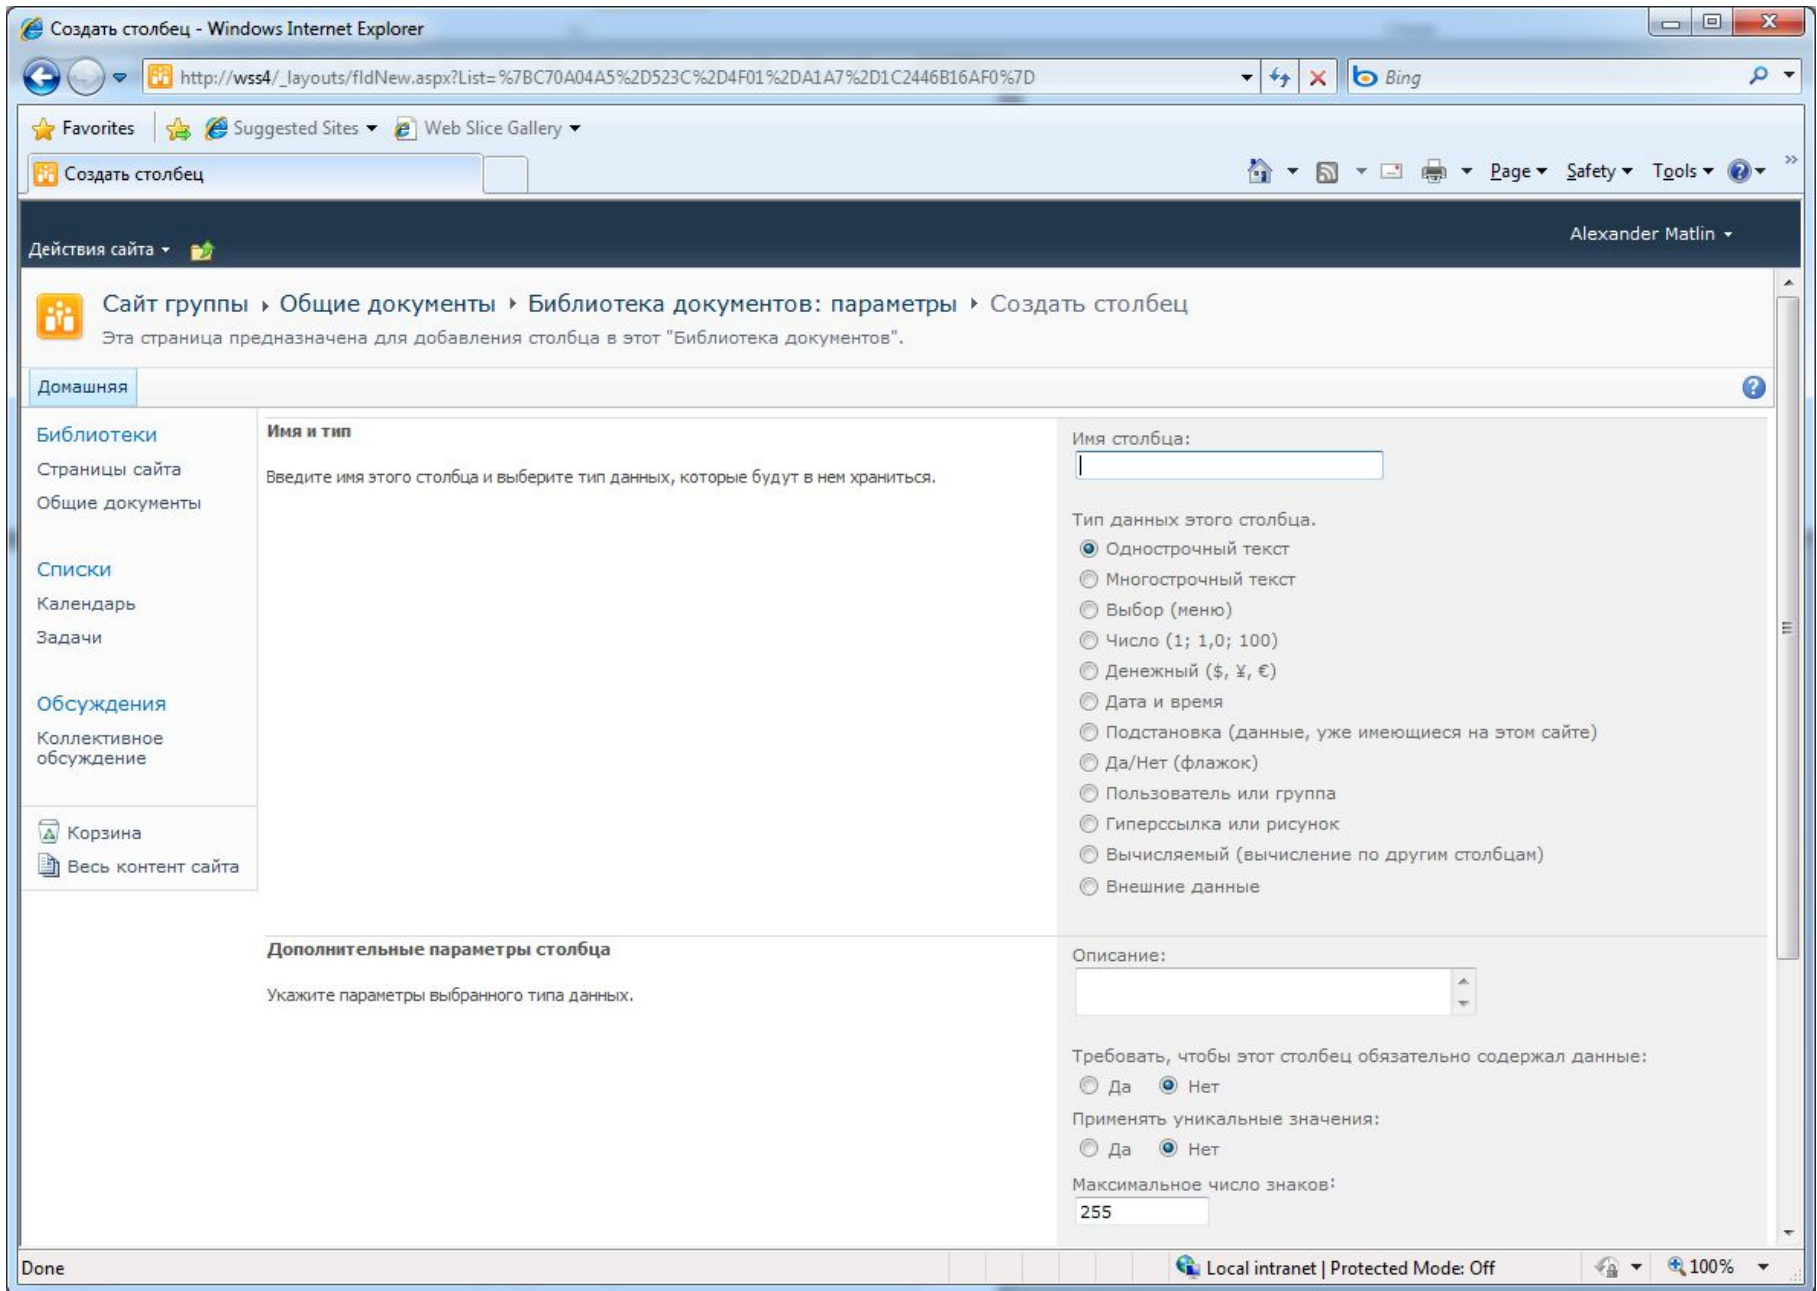 Создать столбец - Windows Internet Explorer
http://wss4/_layouts/fldNew.aspx?List=%7BC70A04A5%2D523C%2D4F01%2DA1A7%2D1C2446B16AF0%7D
Bing
Favorites Suggested Sites Web Slice Gallery
Создать столбец
Page Safety Tools
Действия сайта
Alexander Matlin
Сайт группы Общие документы Библиотека документов: параметры Создать столбец
Эта страница предназначена для добавления столбца в этот "Библиотека документов".
Домашняя
Библиотеки
Страницы сайта
Общие документы
Списки
Календарь
Задачи
Обсуждения
Коллективное
обсуждение
Корзина
Весь контент сайта
Имя и тип
Введите имя этого столбца и выберите тип данных, которые будут в нем храниться.
Имя столбца:
Тип данных этого столбца.
Однострочный текст
Многострочный текст
Выбор (меню)
Число (1; 1,0; 100)
Денежный ($, ¥, €)
Дата и время
Подстановка (данные, уже имеющиеся на этом сайте)
Да/Нет (флажок)
Пользователь или группа
Гиперссылка или рисунок
Вычисляемый (вычисление по другим столбцам)
Внешние данные
Дополнительные параметры столбца
Укажите параметры выбранного типа данных.
Описание:
Требовать, чтобы этот столбец обязательно содержал данные:
Да Нет
Применять уникальные значения:
Да Нет
Максимальное число знаков:
255
Done
Local intranet | Protected Mode: Off
100%